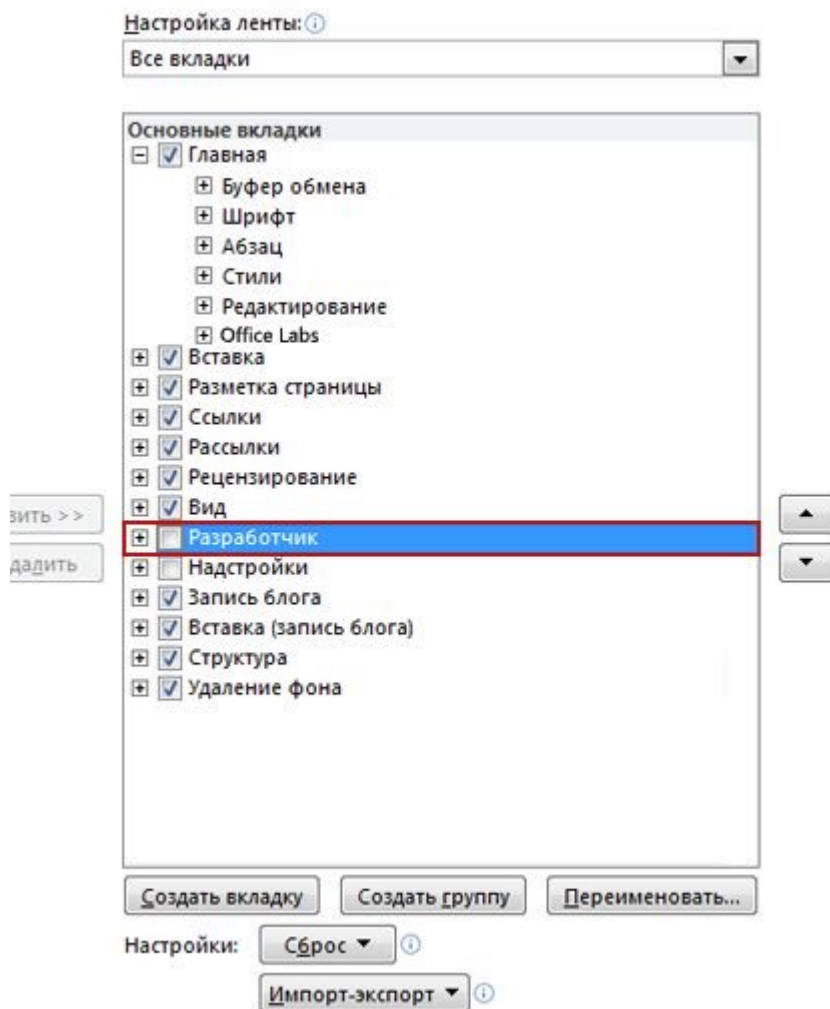 Настройка ленты:
Все вкладки
Основные вкладки
Главная
Буфер обмена
Шрифт
Абзац
Стили
Редактирование
Office Labs
Вставка
Разметка страницы
Ссылки
Рассылки
Рецензирование
Вид
вить >>
Разработчик
далить
Надстройки
Запись блога
Вставка (запись блога)
Структура
Удаление фона
Создать вкладку Создать группу Переименовать...
Настройки: Сброс
Импорт-экспорт